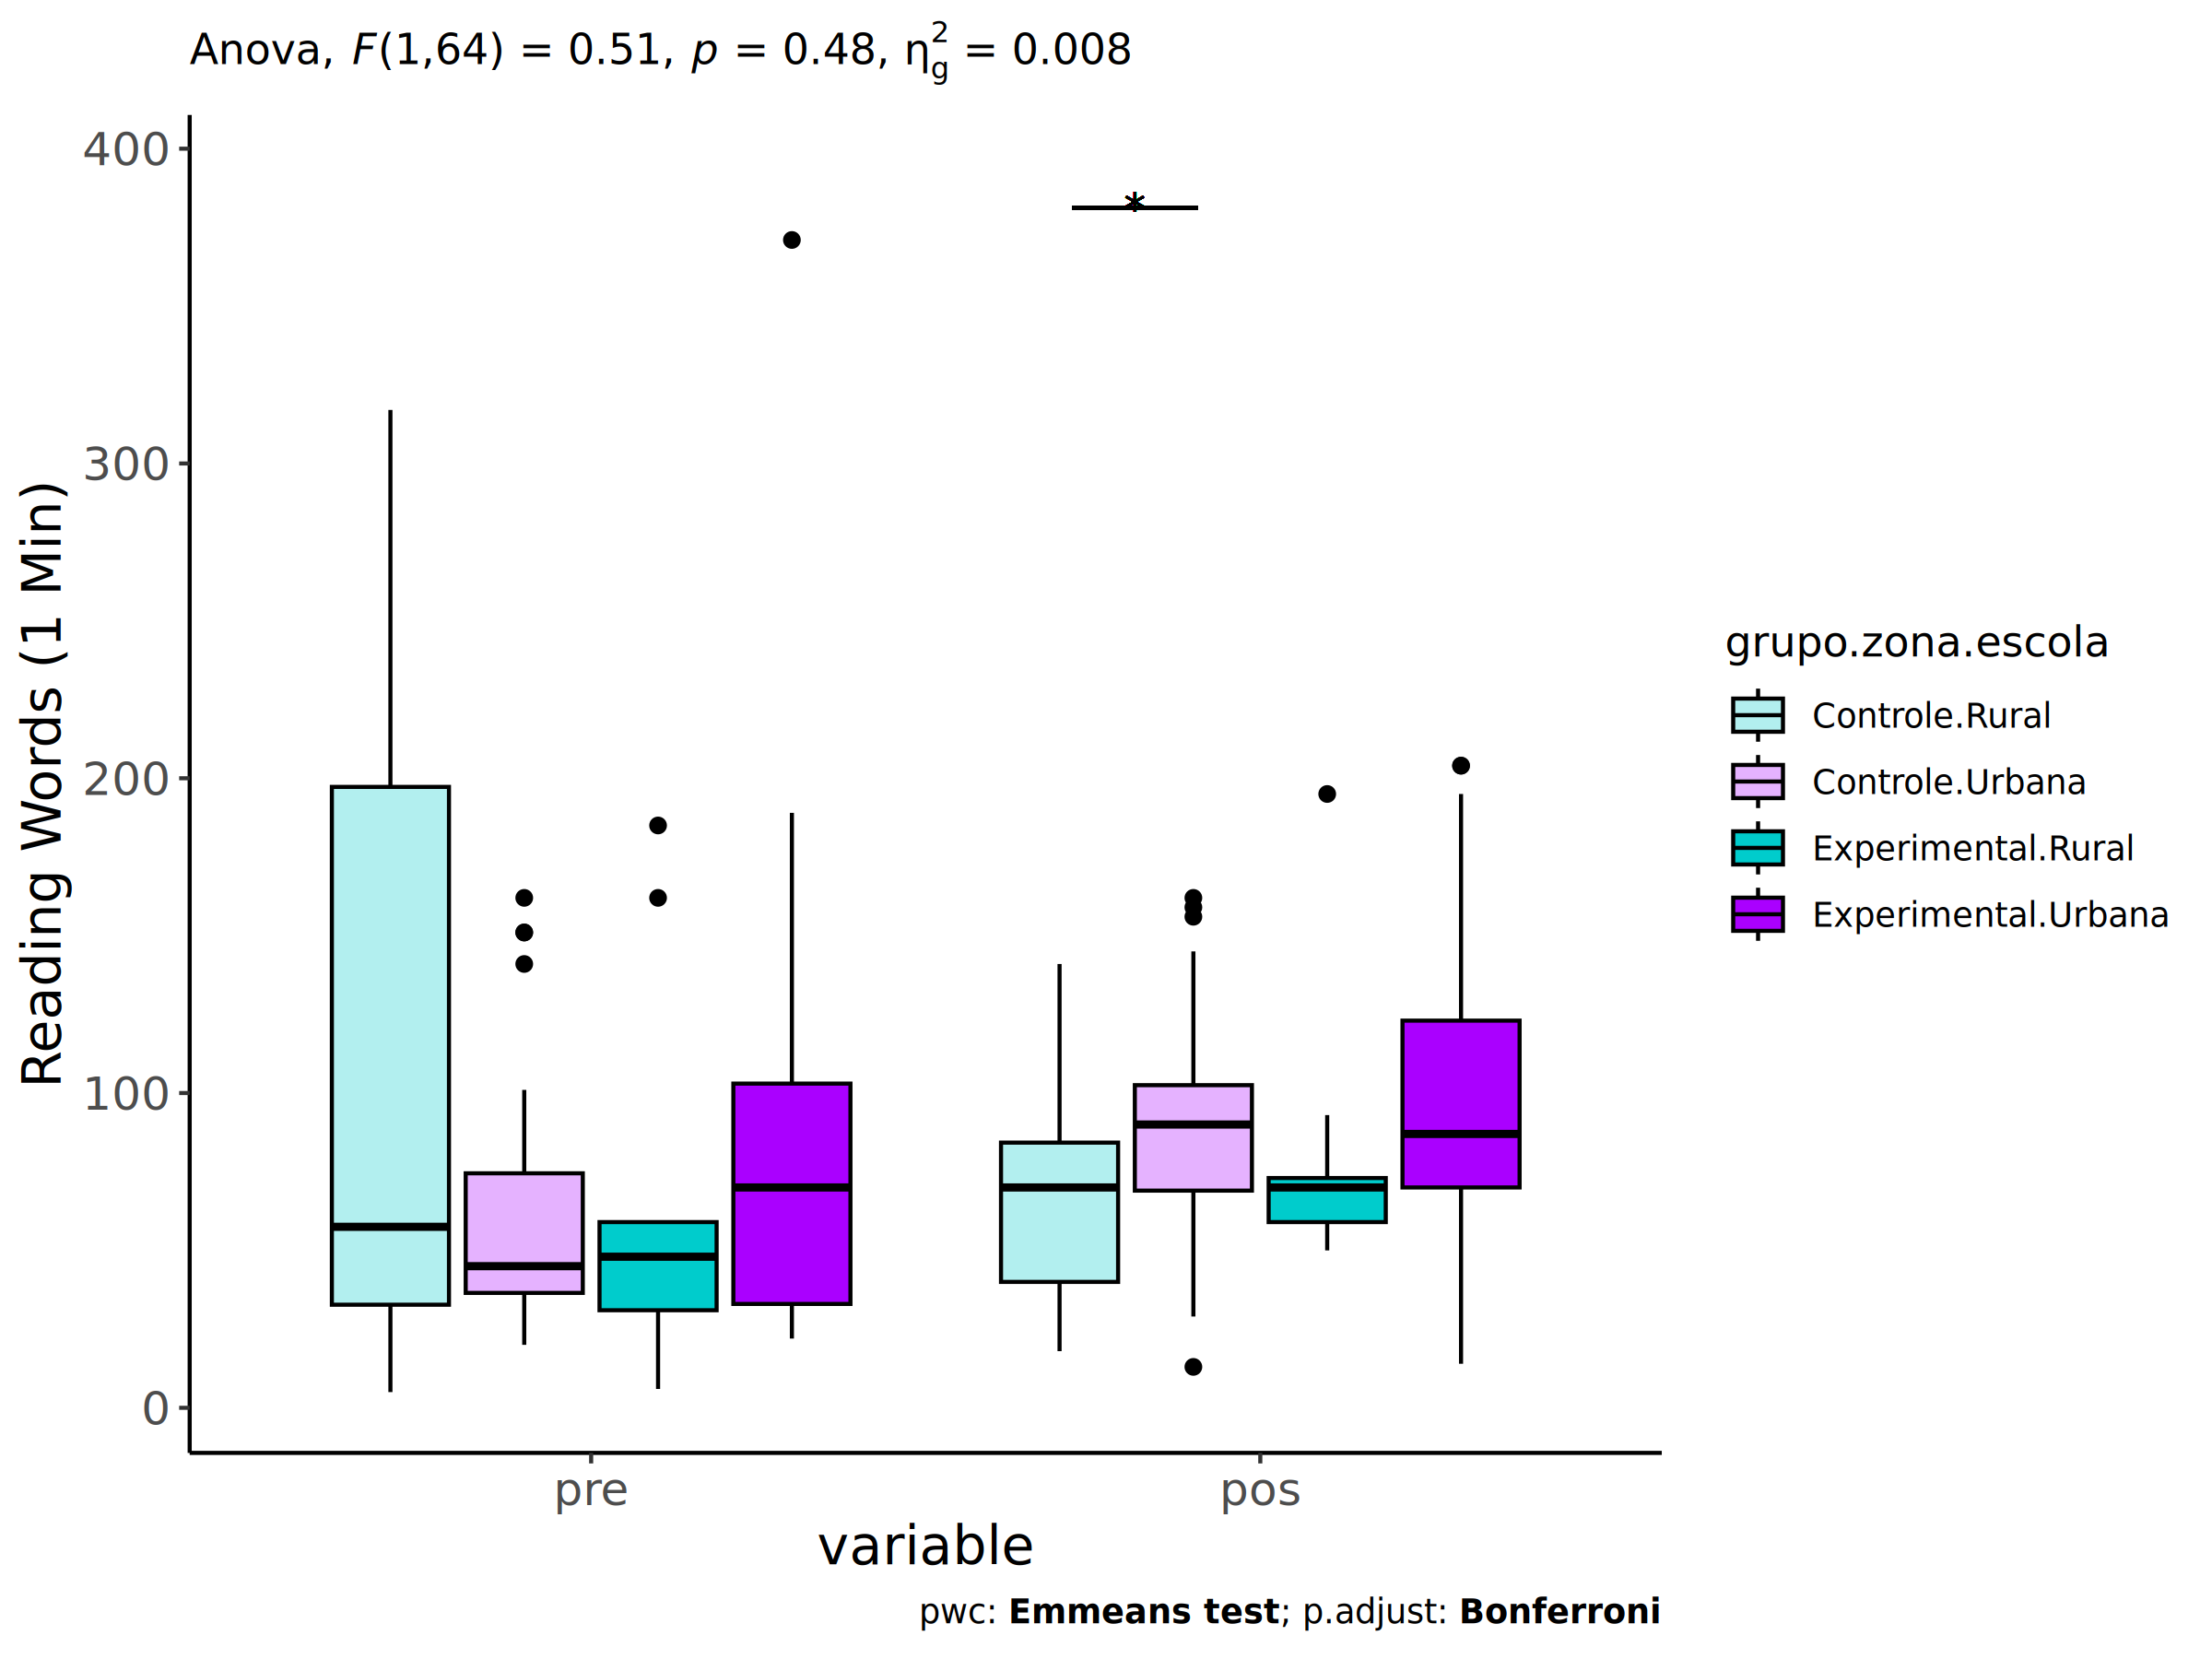 Anova, F(1,64) = 0.51, p = 0.48, η²g = 0.008
400
300
200
100
0
Reading Words (1 Min)
*
pre
pos
variable
grupo.zona.escola
Controle.Rural
Controle.Urbana
Experimental.Rural
Experimental.Urbana
pwc: Emmeans test; p.adjust: Bonferroni